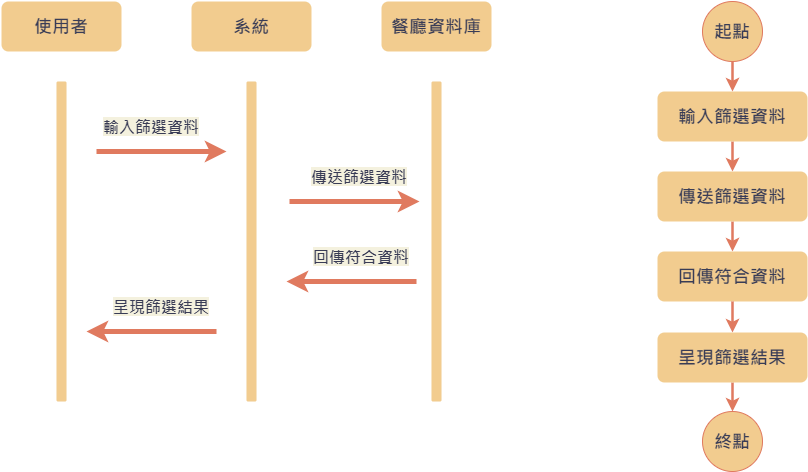 使用者
系統
餐廳資料庫
輸入篩選資料
傳送篩選資料
回傳符合資料
呈現篩選結果
起點
輸入篩選資料
傳送篩選資料
回傳符合資料
呈現篩選結果
終點